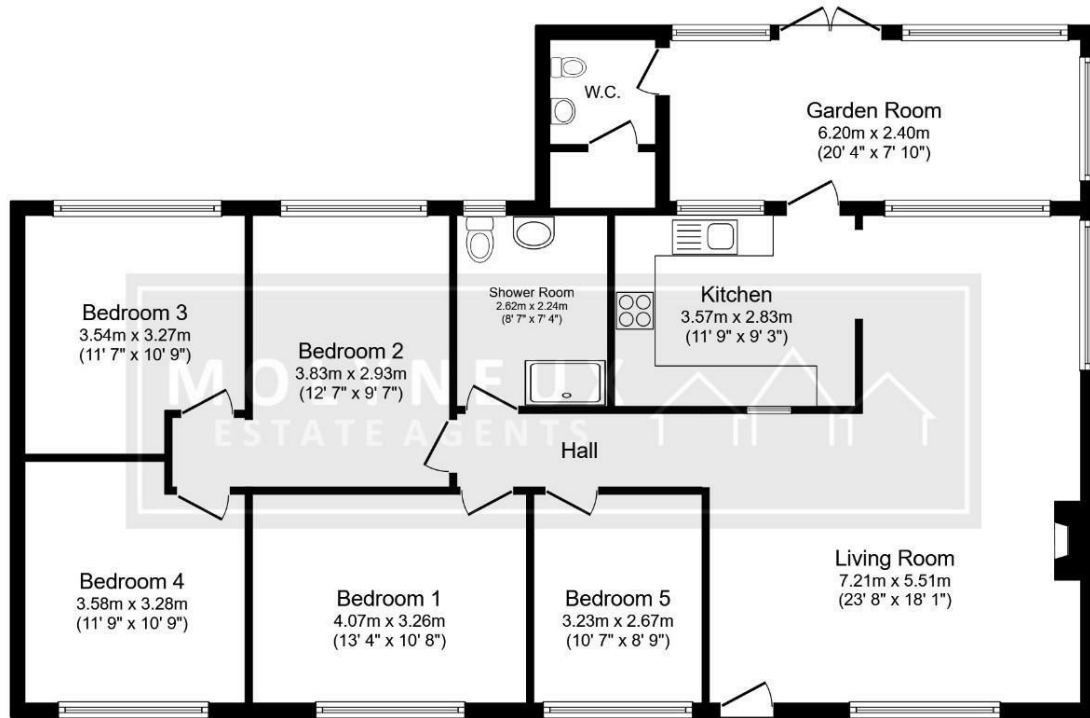 W.C.
Garden Room
6.20m x 2.40m
(20' 4" x 7' 10")
Bedroom 3
3.54m x 3.27m
(11' 7" x 10' 9")
Bedroom 2
3.83m x 2.93m
(12' 7" x 9' 7")
Shower Room
2.62m x 2.24m
(8' 7" x 7' 4")
Kitchen
3.57m x 2.83m
(11' 9" x 9' 3")
MOLYNEUX
ESTATE AGENTS
Hall
Bedroom 4
3.58m x 3.28m
(11' 9" x 10' 9")
Bedroom 1
4.07m x 3.26m
(13' 4" x 10' 8")
Bedroom 5
3.23m x 2.67m
(10' 7" x 8' 9")
Living Room
7.21m x 5.51m
(23' 8" x 18' 1")